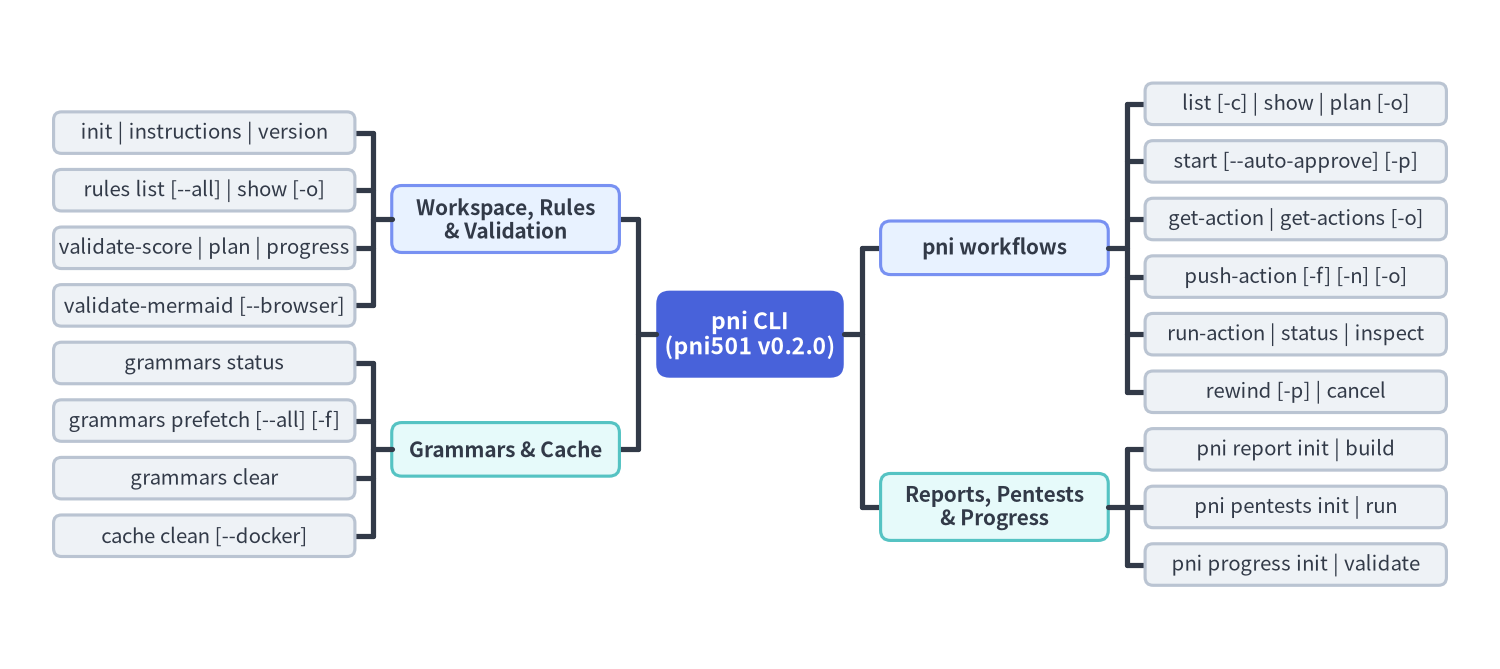 init | instructions | version
rules list [--all] | show [-o]
validate-score | plan | progress
validate-mermaid [--browser]
grammars status
grammars prefetch [--all] [-f]
grammars clear
cache clean [--docker]
Workspace, Rules
& Validation
Grammars & Cache
pni CLI
(pni501 v0.2.0)
pni workflows
Reports, Pentests
& Progress
list [-c] | show | plan [-o]
start [--auto-approve] [-p]
get-action | get-actions [-o]
push-action [-f] [-n] [-o]
run-action | status | inspect
rewind [-p] | cancel
pni report init | build
pni pentests init | run
pni progress init | validate